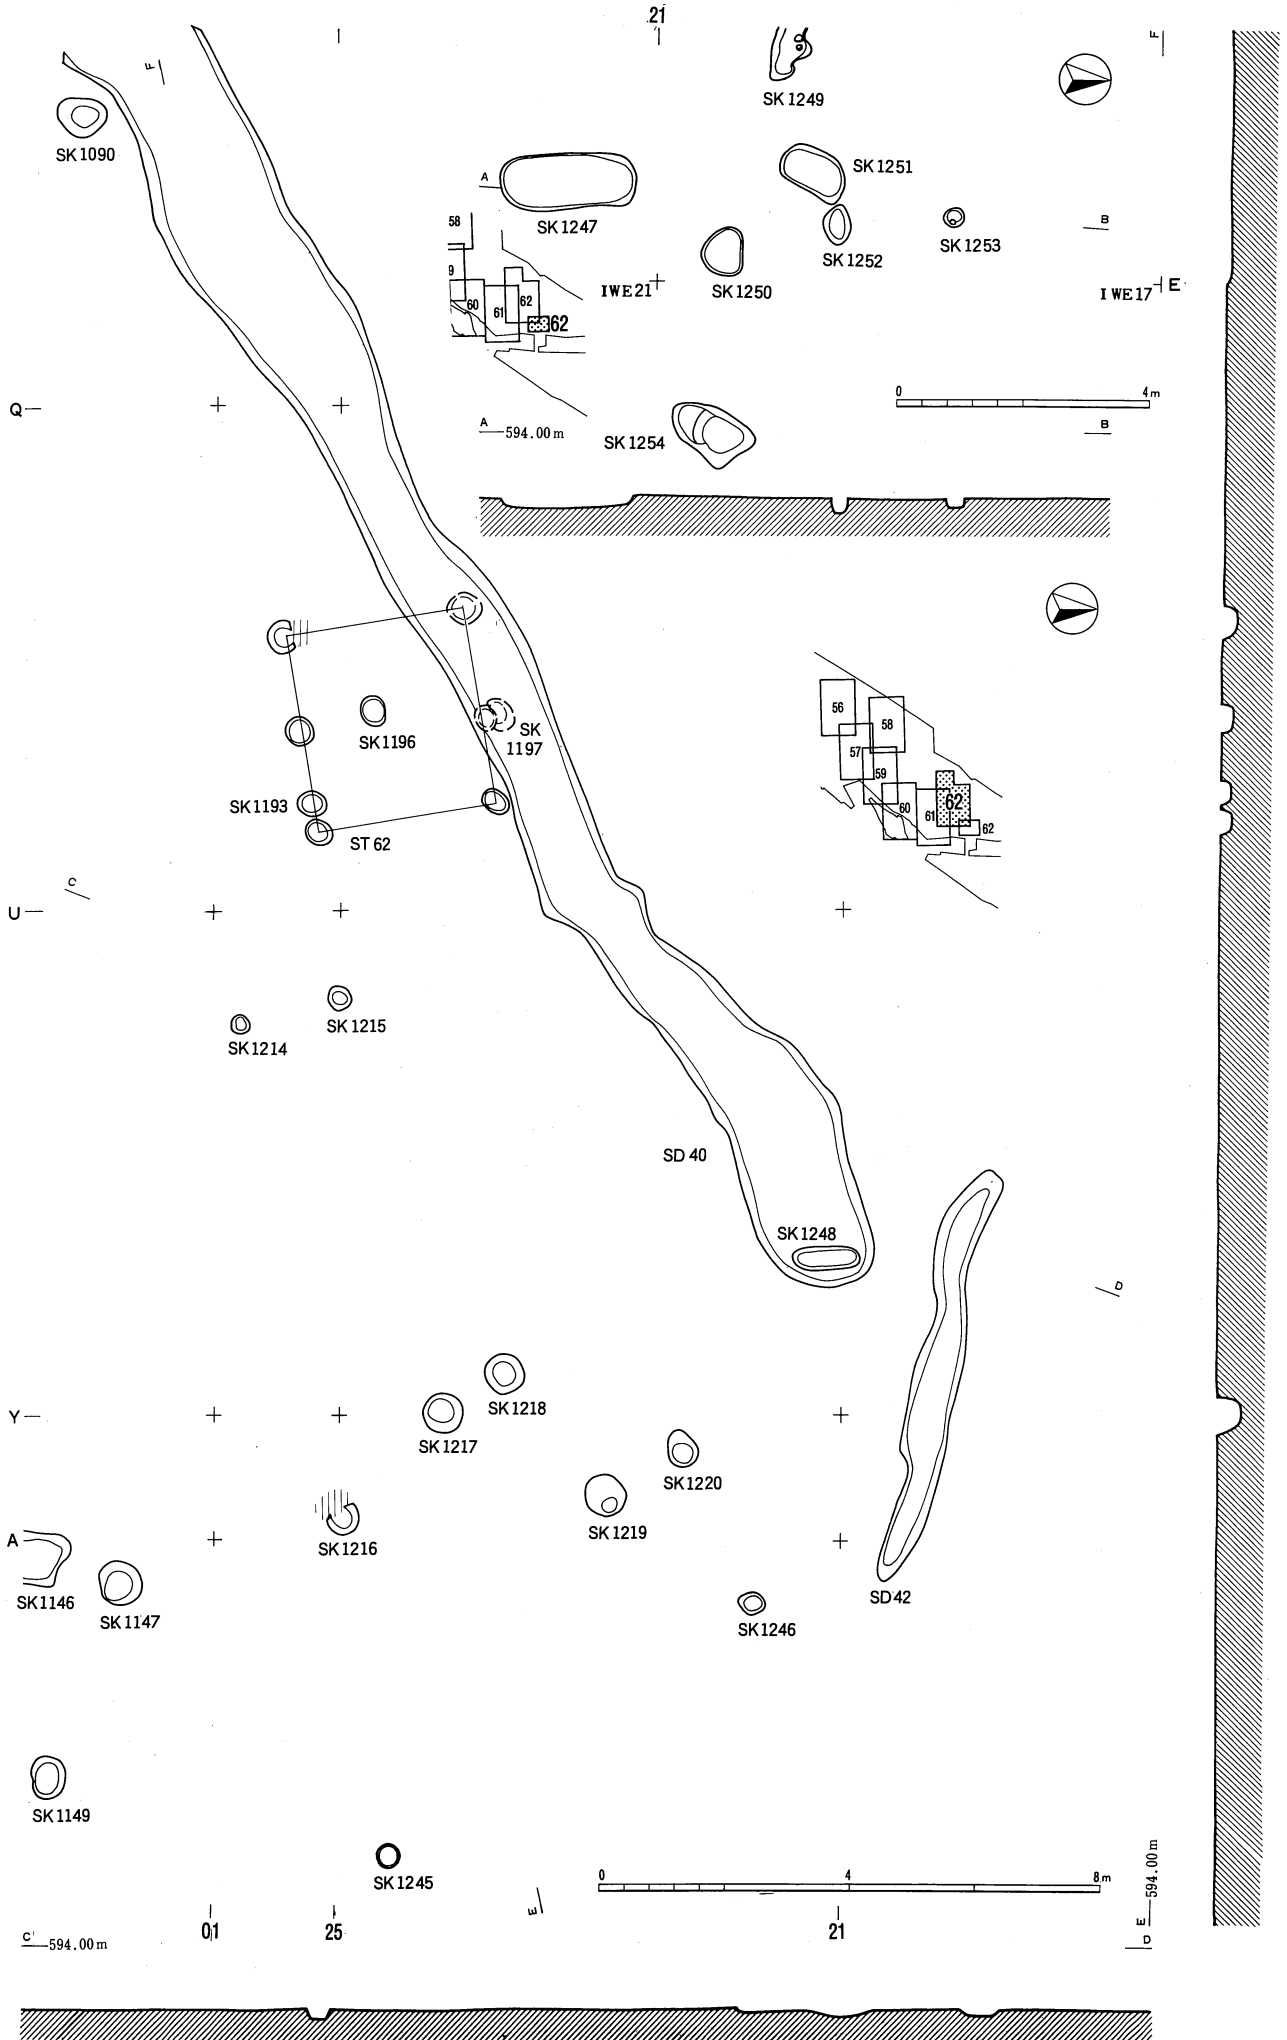 21
F
F
SK1249
SK1090
SK1251
A
SK1247
58
B
SK1253
SK1252
9
60
61
62
62
IWE21
SK1250
IWE17
E
Q
0 4m
A 594.00m
SK1254
B
56
58
57
59
60
61
62
62
SK1196
SK
1197
SK1193
ST62
C
U
SK1215
SK1214
SD40
SK1248
D
SK1218
Y
SK1217
SK1220
SK1219
A
SK1216
SK1146
SK1147
SD42
SK1246
SK1149
SK1245
0 4 8m
E
01
25
21
E 594.00m
C' 594.00m
D